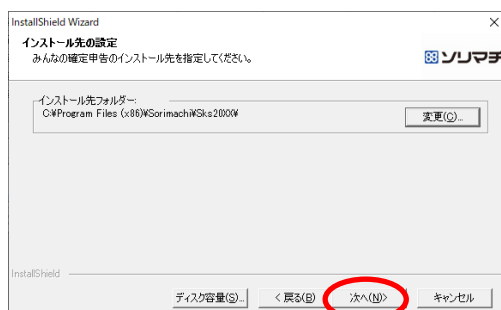 InstallShield Wizard
インストール先の設定
みんなの確定申告のインストール先を指定してください。
ソリマチ
インストール先フォルダー:
C:¥Program Files (x86)¥Sorimachi¥Sks20XX¥
変更(C)...
InstallShield
ディスク容量(S)...
< 戻る(B)
次へ(N)>
キャンセル